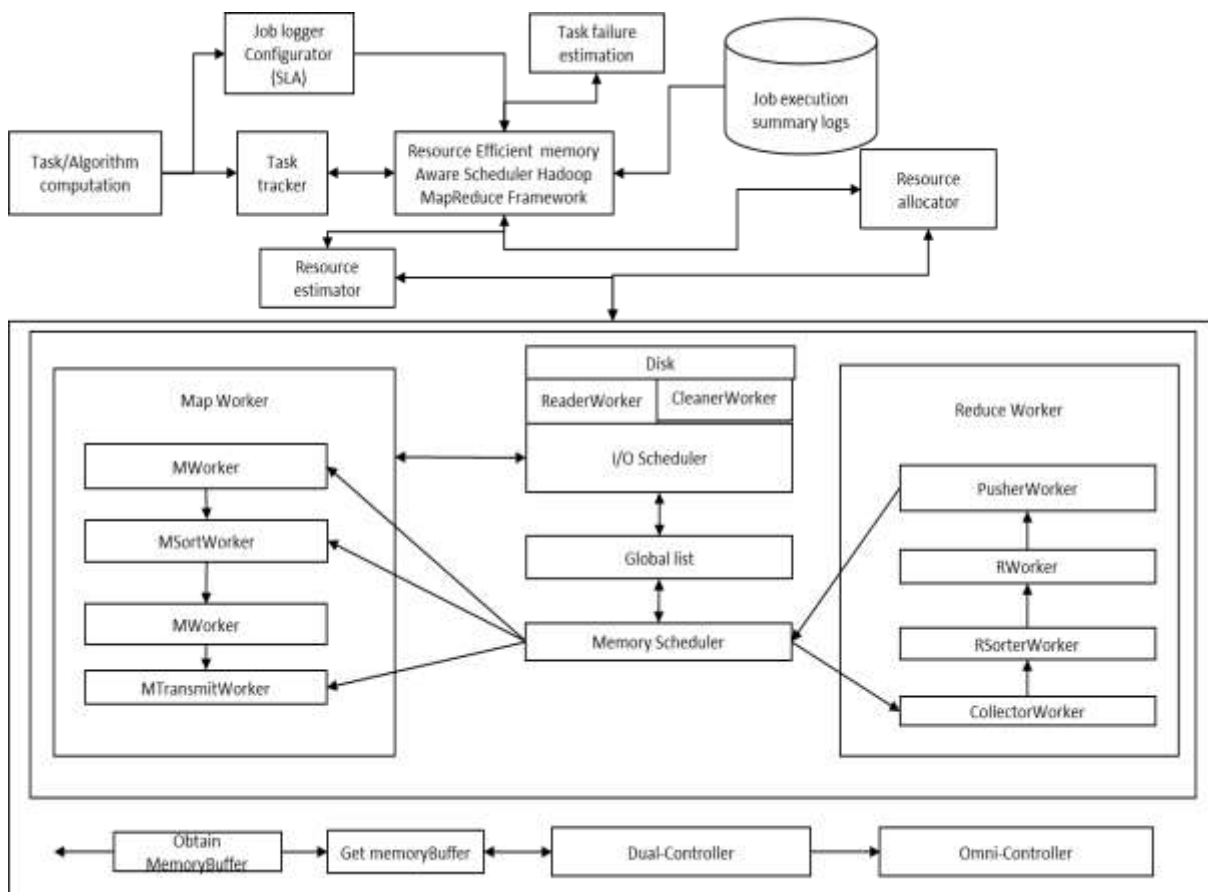 Job logger
Configurator
(SLA)
Task failure
estimation
Job execution
summary logs
Task/Algorithm
computation
Task
tracker
Resource Efficient memory
Aware Scheduler Hadoop
MapReduce Framework
Resource
allocator
Resource
estimator
Disk
ReaderWorker
CleanerWorker
I/O Scheduler
Global list
Memory Scheduler
Map Worker
MWorker
MSortWorker
MWorker
MTransmitWorker
Reduce Worker
PusherWorker
RWorker
RSorterWorker
CollectorWorker
Obtain
MemoryBuffer
Get memoryBuffer
Dual-Controller
Omni-Controller